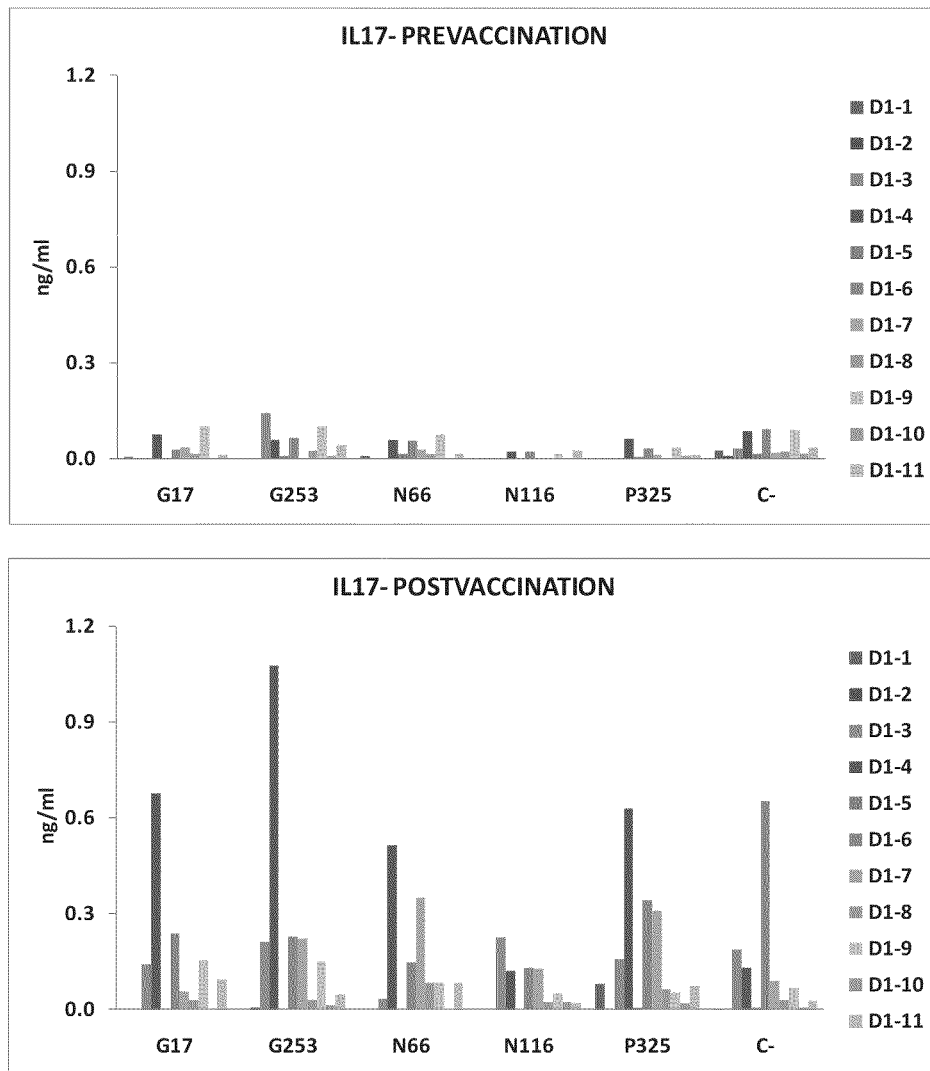 IL17- PREVACCINATION
1.2
0.9
0.6
0.3
0.0
ng/ml
G17 G253 N66 N116 P325 C-
D1-1
D1-2
D1-3
D1-4
D1-5
D1-6
D1-7
D1-8
D1-9
D1-10
D1-11
IL17- POSTVACCINATION
1.2
0.9
0.6
0.3
0.0
ng/ml
G17 G253 N66 N116 P325 C-
D1-1
D1-2
D1-3
D1-4
D1-5
D1-6
D1-7
D1-8
D1-9
D1-10
D1-11